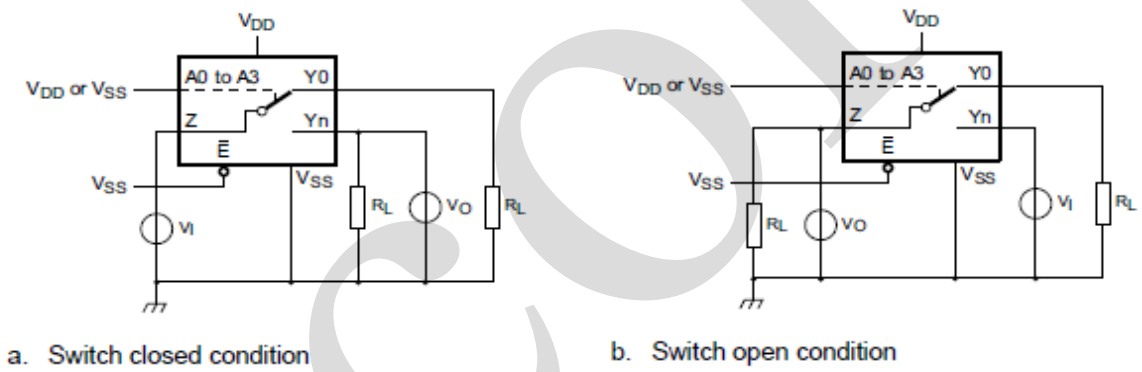 VDD
A0 to A3 Y0
VDD or VSS
Z Yn
E̅
VSS
VSS
VI
RL
VO
RL
a. Switch closed condition
VDD
A0 to A3 Y0
VDD or VSS
Z Yn
E̅
VSS
VSS
RL
VO
VI
RL
b. Switch open condition